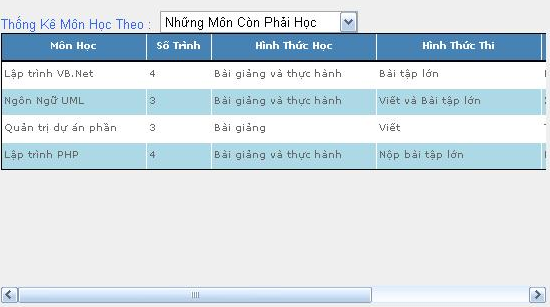 Thống Kê Môn Học Theo : Những Môn Còn Phải Học
Môn Học Số Trình Hình Thức Học Hình Thức Thi
Lập trình VB.Net 4 Bài giảng và thực hành Bài tập lớn
Ngôn Ngữ UML 3 Bài giảng và thực hành Viết và Bài tập lớn
Quản trị dự án phần 3 Bài giảng Viết
Lập trình PHP 4 Bài giảng và thực hành Nộp bài tập lớn